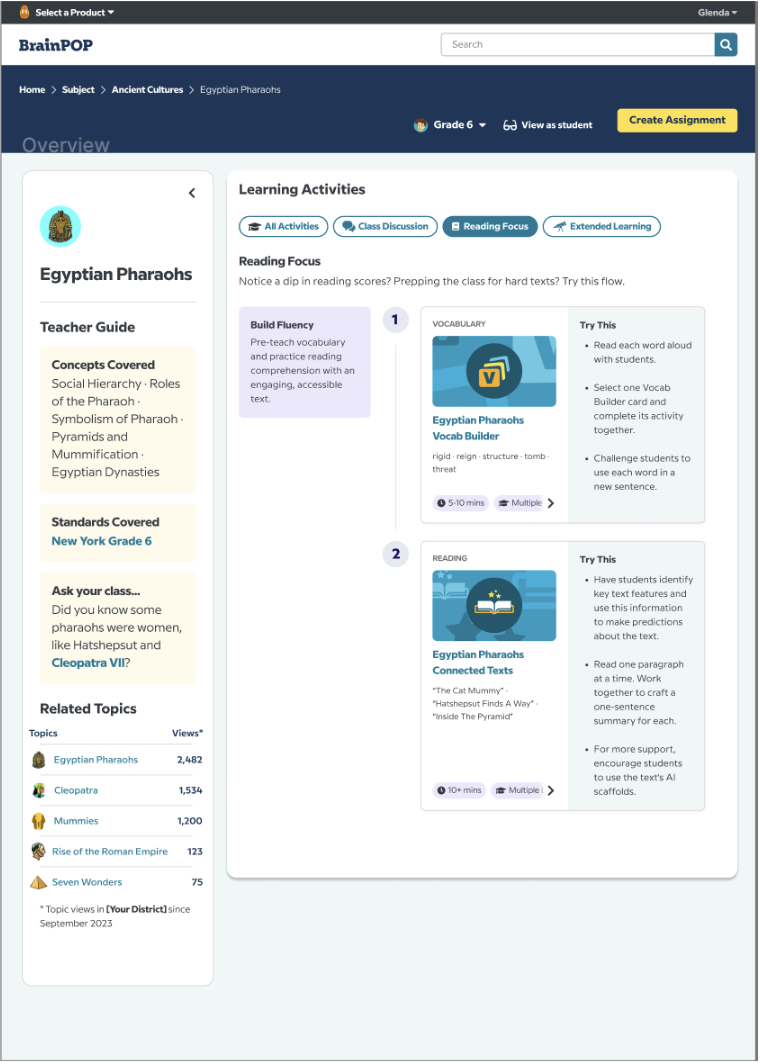 Select a Product
Glenda
BrainPOP
Search
Home > Subject > Ancient Cultures > Egyptian Pharaohs
Grade 6
View as student
Create Assignment
Overview
Egyptian Pharaohs
Teacher Guide
Concepts Covered
Social Hierarchy · Roles
of the Pharaoh ·
Symbolism of Pharaoh ·
Pyramids and
Mummification ·
Egyptian Dynasties
Standards Covered
New York Grade 6
Ask your class...
Did you know some
pharaohs were women,
like Hatshepsut and
Cleopatra VII?
Related Topics
Topics Views*
Egyptian Pharaohs 2,482
Cleopatra 1,534
Mummies 1,200
Rise of the Roman Empire 123
Seven Wonders 75
* Topic views in [Your District] since
September 2023
Learning Activities
All Activities
Class Discussion
Reading Focus
Extended Learning
Reading Focus
Notice a dip in reading scores? Prepping the class for hard texts? Try this flow.
Build Fluency
Pre-teach vocabulary
and practice reading
comprehension with an
engaging, accessible
text.
1
VOCABULARY
V
Egyptian Pharaohs
Vocab Builder
rigid · reign · structure · tomb ·
threat
5-10 mins
Multiple
Try This
• Read each word aloud
with students.
• Select one Vocab
Builder card and
complete its activity
together.
• Challenge students to
use each word in a
new sentence.
2
READING
Egyptian Pharaohs
Connected Texts
"The Cat Mummy" ·
"Hatshepsut Finds A Way" ·
"Inside The Pyramid"
10+ mins
Multiple
Try This
• Have students identify
key text features and
use this information
to make predictions
about the text.
• Read one paragraph
at a time. Work
together to craft a
one-sentence
summary for each.
• For more support,
encourage students
to use the text's AI
scaffolds.